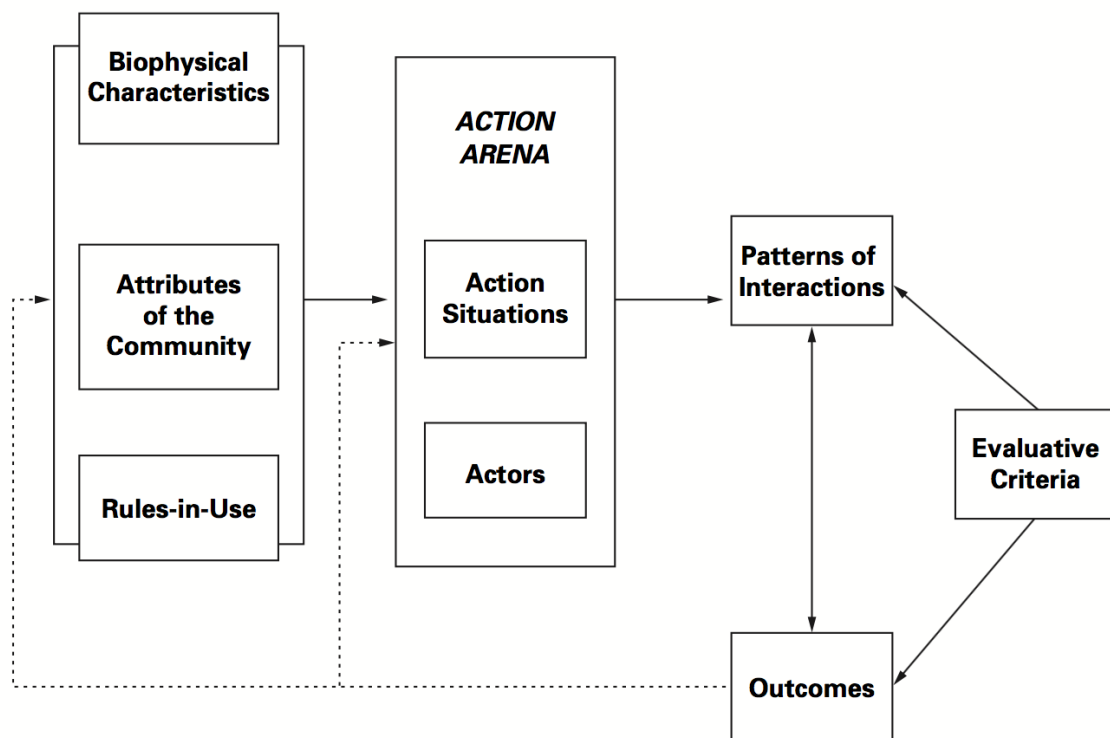 Biophysical
Characteristics
Attributes
of the
Community
Rules-in-Use
ACTION
ARENA
Action
Situations
Actors
Patterns of
Interactions
Evaluative
Criteria
Outcomes